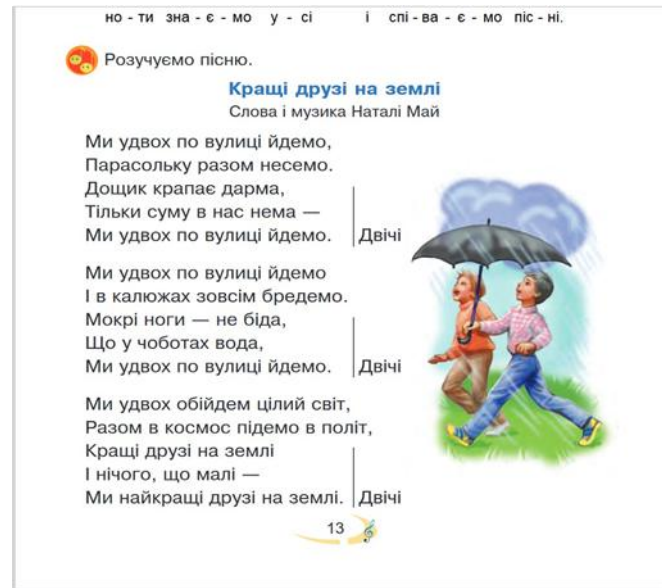 но - ти зна - є - мо у - сі і спі - ва - є - мо піс - ні.
Розучуємо пісню.
Кращі друзі на землі
Слова і музика Наталі Май
Ми удвох по вулиці йдемо,
Парасольку разом несемо.
Дощик крапає дарма,
Тільки суму в нас нема —
Ми удвох по вулиці йдемо. Двічі
Ми удвох по вулиці йдемо
І в калюжах зовсім бредемо.
Мокрі ноги — не біда,
Що у чоботах вода,
Ми удвох по вулиці йдемо. Двічі
Ми удвох обійдем цілий світ,
Разом в космос підемо в політ,
Кращі друзі на землі
І нічого, що малі —
Ми найкращі друзі на землі. Двічі
13